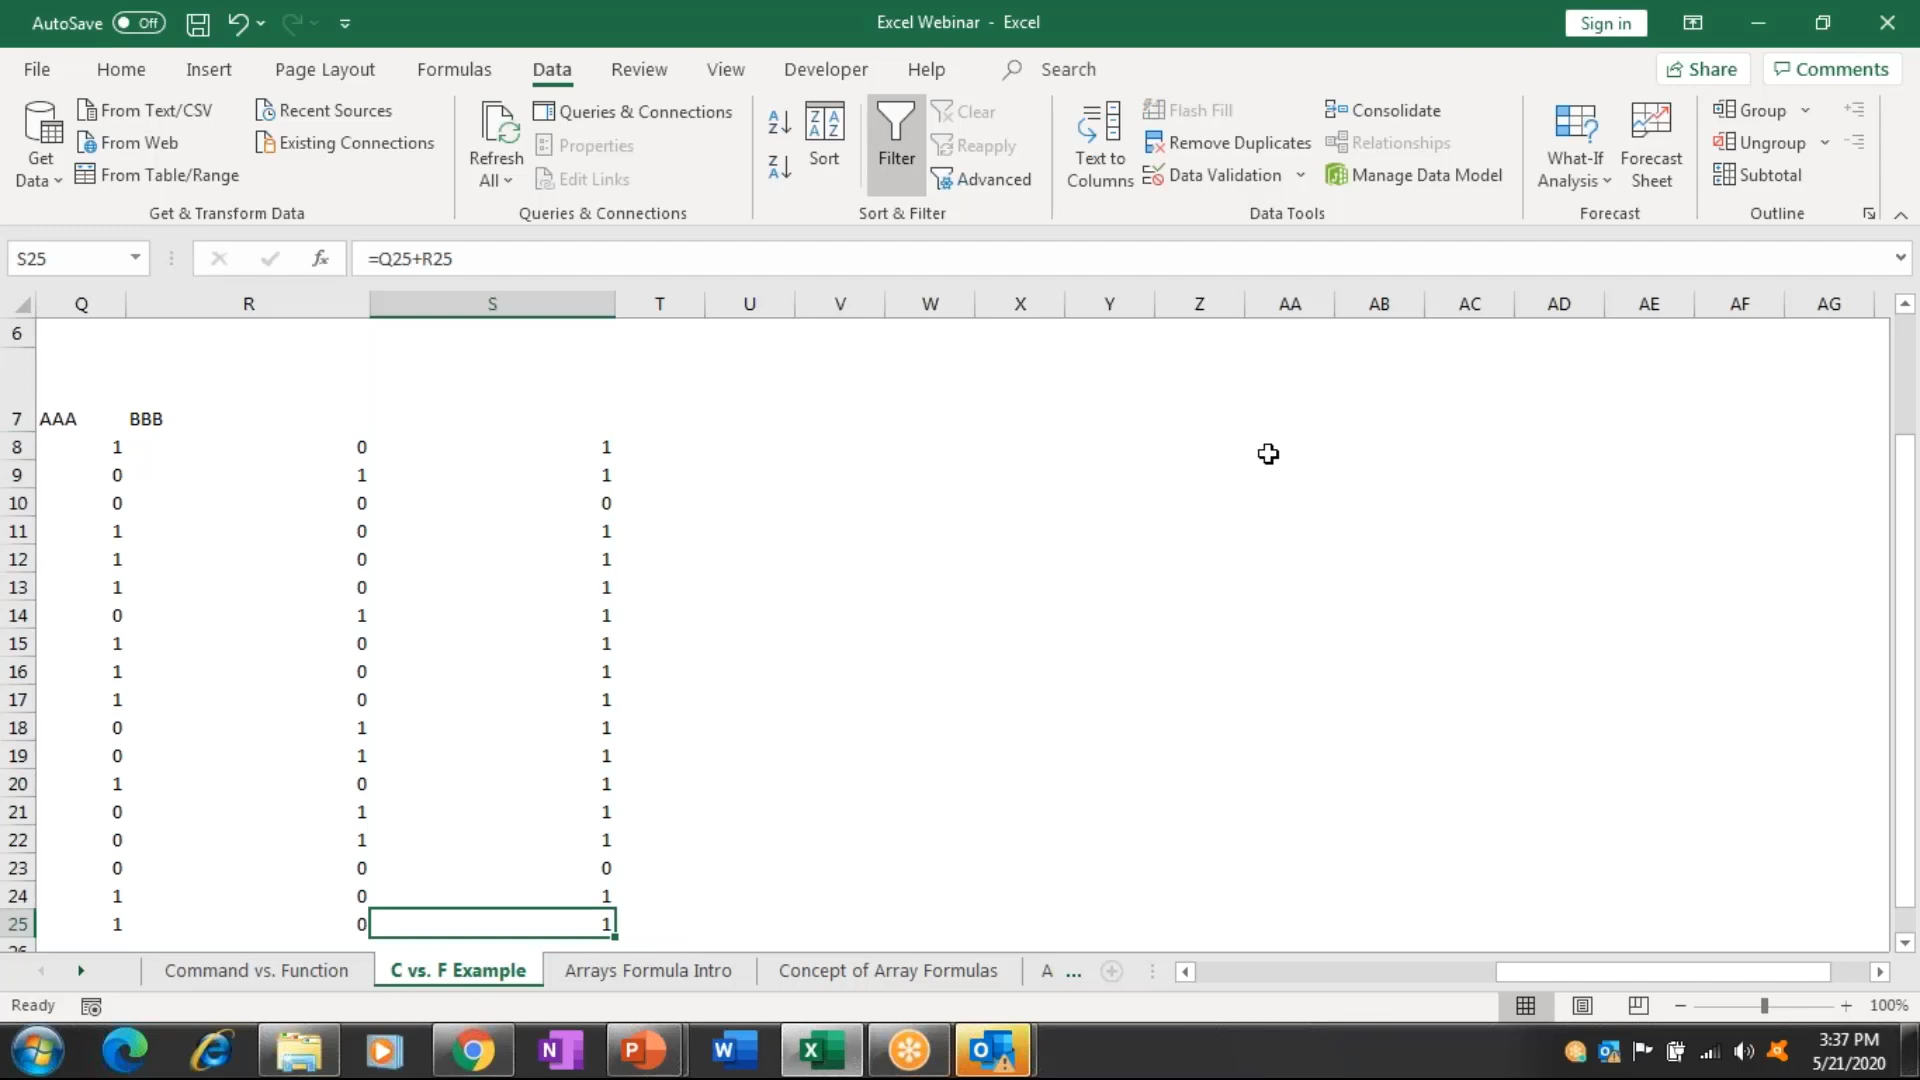 AutoSave Off Excel Webinar - Excel Sign in
File Home Insert Page Layout Formulas Data Review View Developer Help Search Share Comments
Get Data
From Text/CSV
From Web
From Table/Range
Recent Sources
Existing Connections
Get & Transform Data
Refresh All
Queries & Connections
Properties
Edit Links
Queries & Connections
Sort
Filter
Clear
Reapply
Advanced
Sort & Filter
Text to Columns
Flash Fill
Remove Duplicates
Data Validation
Consolidate
Relationships
Manage Data Model
Data Tools
What-If Analysis
Forecast Sheet
Forecast
Group
Ungroup
Subtotal
Outline
S25 fx =Q25+R25
Q R S T U V W X Y Z AA AB AC AD AE AF AG
6
7 AAA BBB
8 1 0 1
9 0 1 1
10 0 0 0
11 1 0 1
12 1 0 1
13 1 0 1
14 0 1 1
15 1 0 1
16 1 0 1
17 1 0 1
18 0 1 1
19 0 1 1
20 1 0 1
21 0 1 1
22 0 1 1
23 0 0 0
24 1 0 1
25 1 0 1
26
Command vs. Function C vs. F Example Arrays Formula Intro Concept of Array Formulas A ...
Ready 100%
3:37 PM
5/21/2020